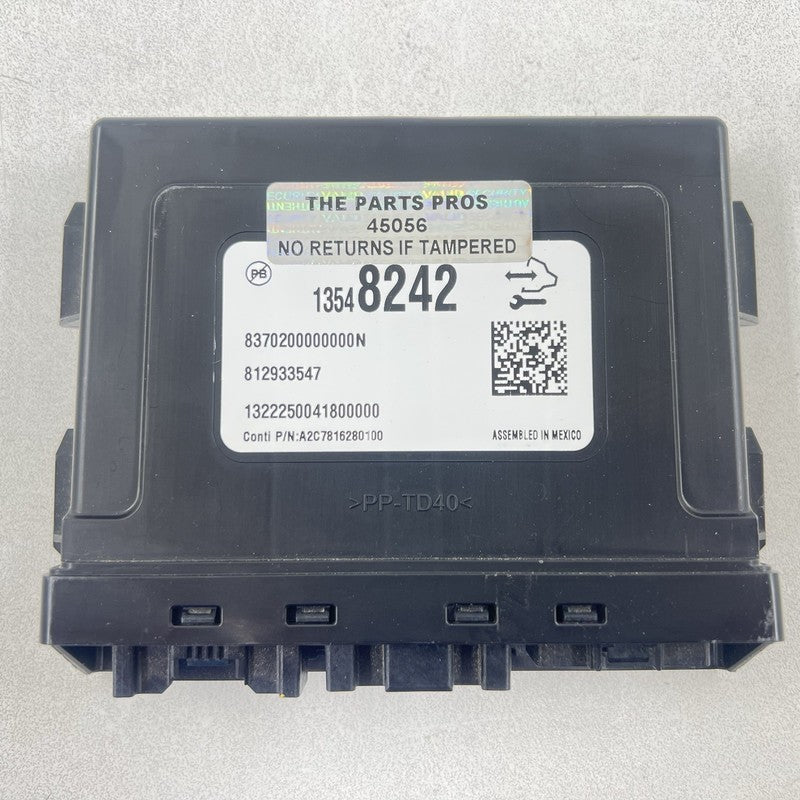 THE PARTS PROS
45056
NO RETURNS IF TAMPERED
PB
13548242
8370200000000N
812933547
1322250041800000
Conti P/N:A2C7816280100
ASSEMBLED IN MEXICO
>PP-TD40<